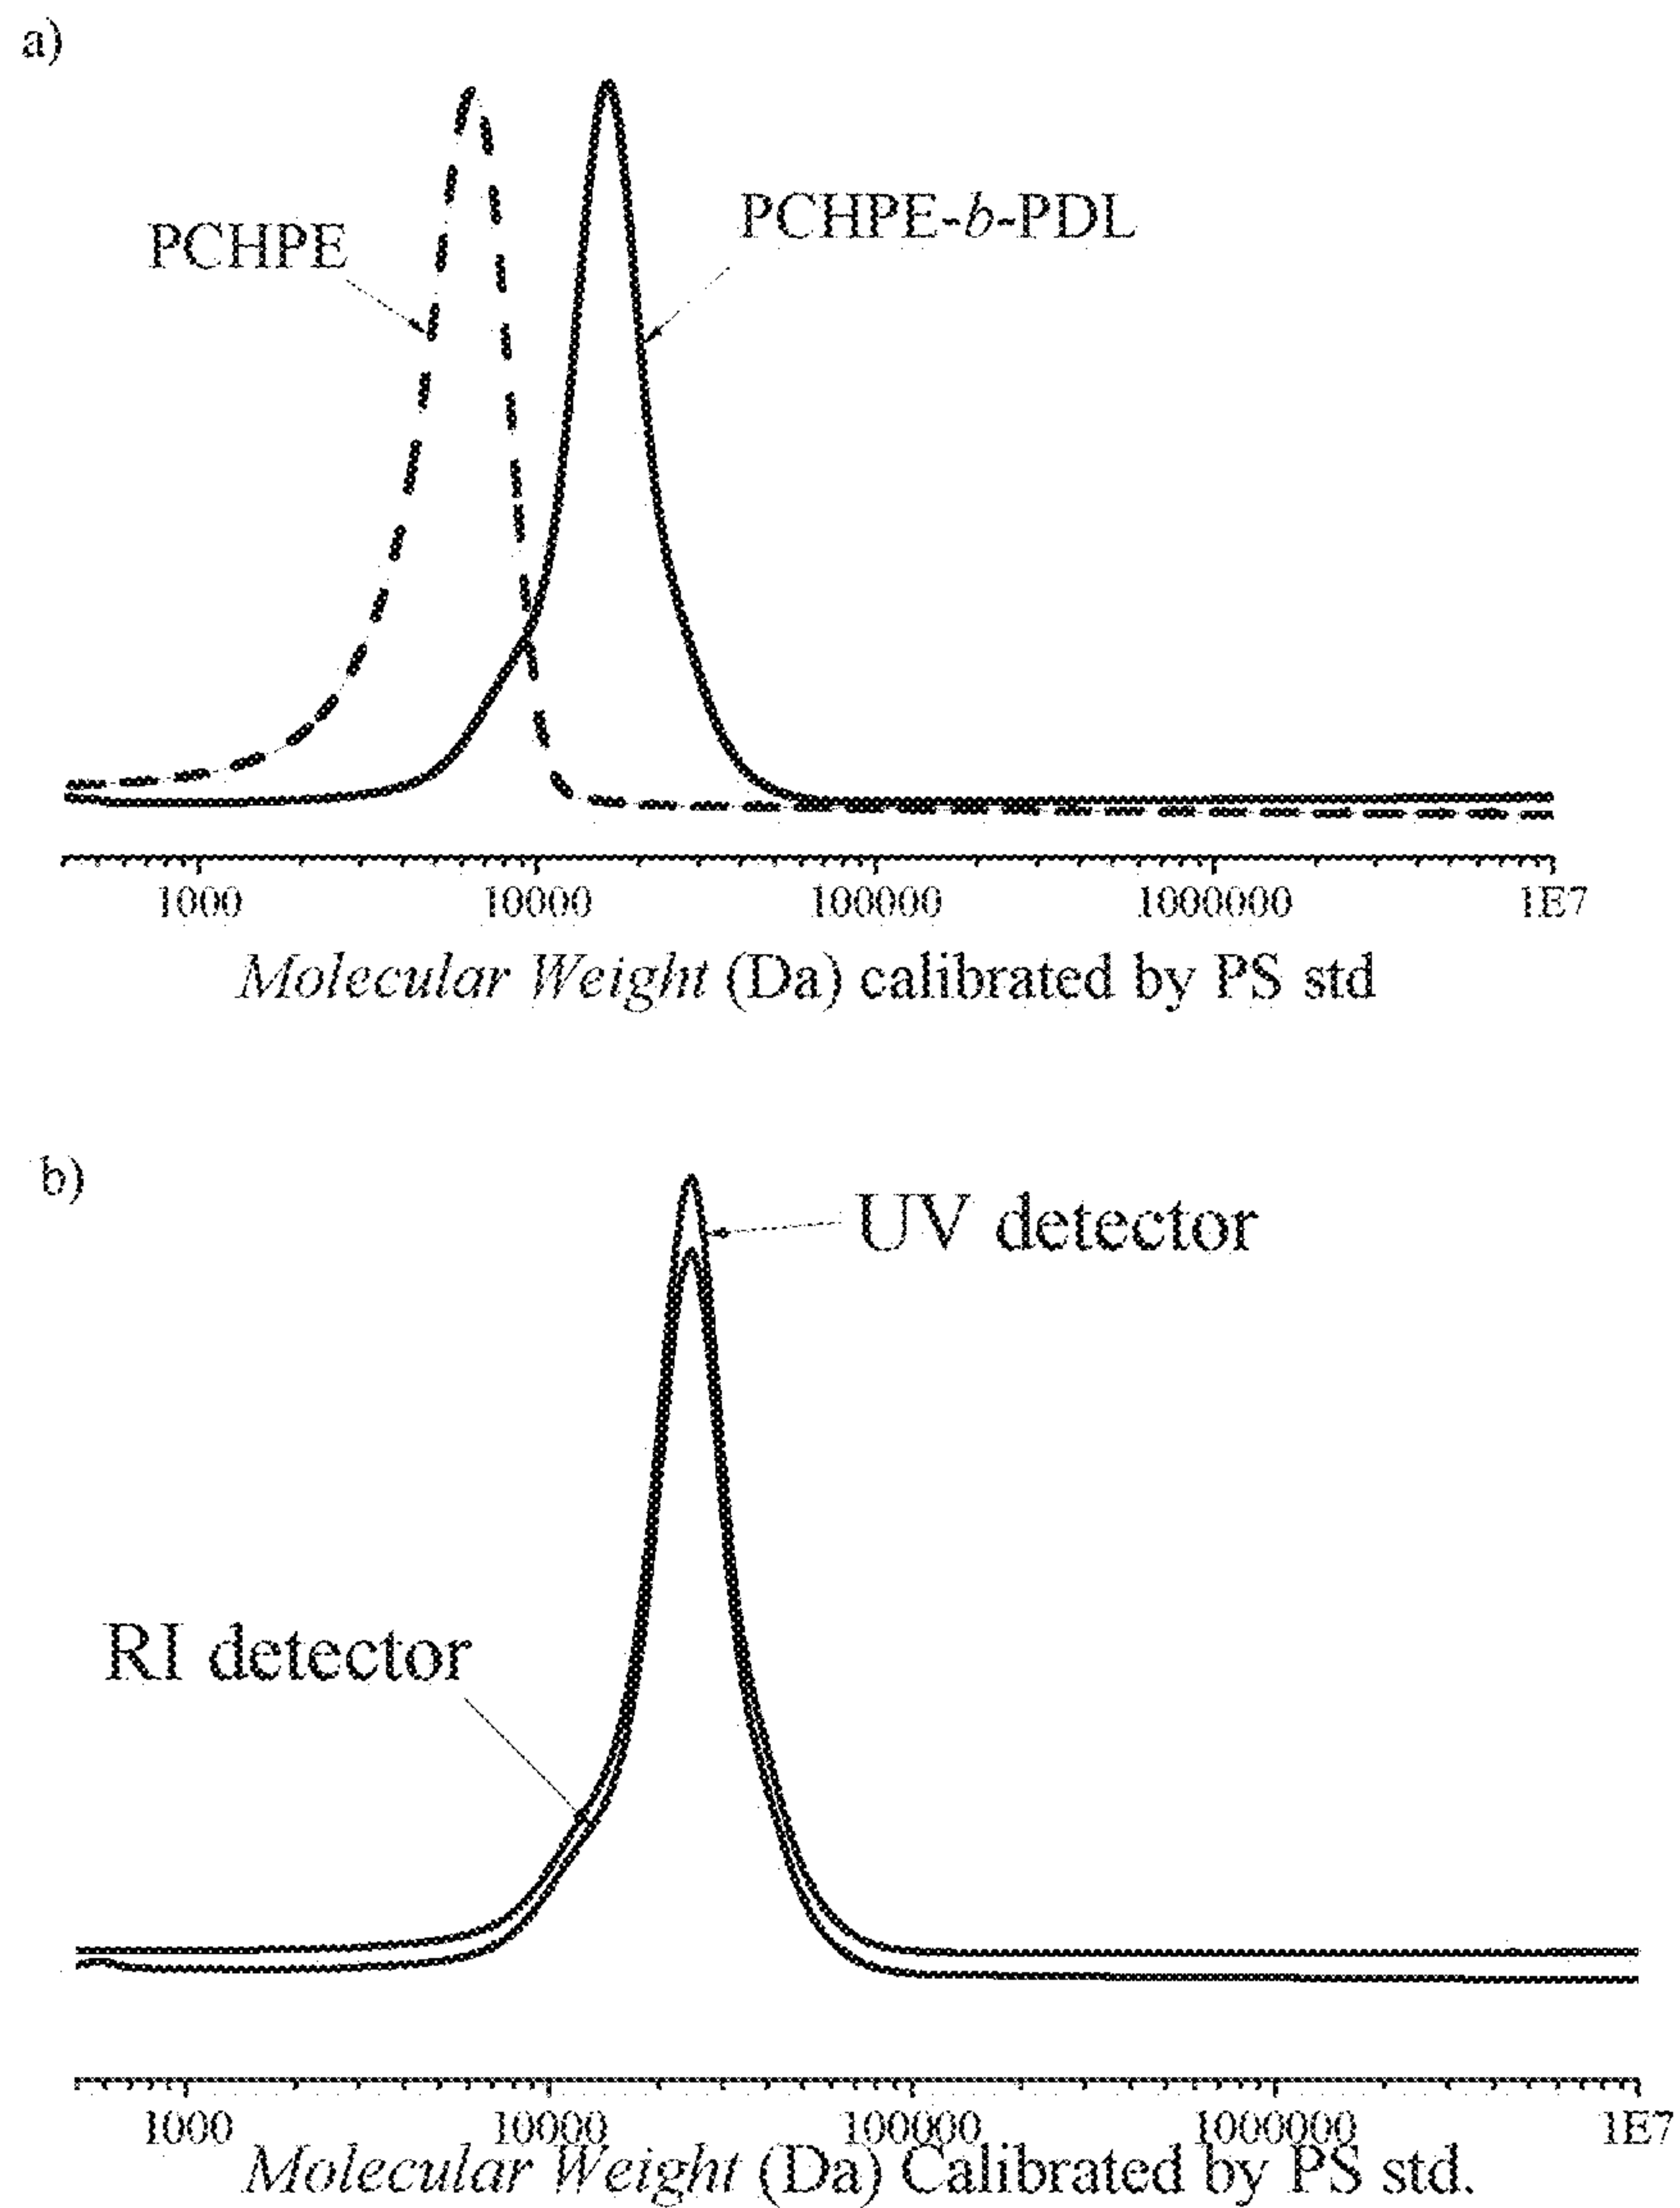 a)
PCHPE
PCHPE-b-PDL
1000 10000 100000 1000000 1E7
Molecular Weight (Da) calibrated by PS std
b)
UV detector
RI detector
1000 10000 100000 1000000 1E7
Molecular Weight (Da) Calibrated by PS std.